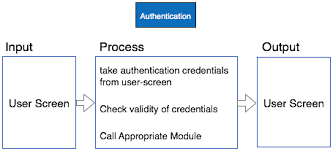 Authentication
Input
Process
Output
User Screen
take authentication credentials
from user-screen
Check validity of credentials
Call Appropriate Module
User Screen